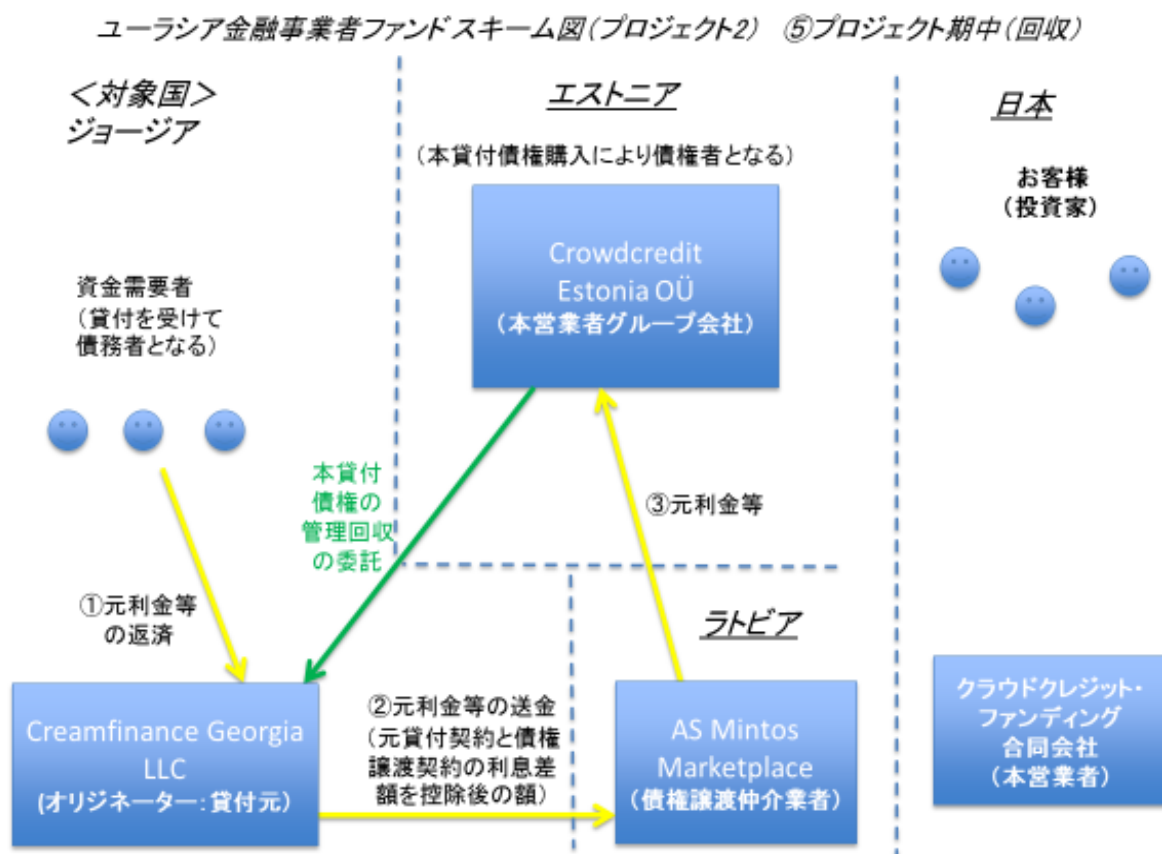 ユーラシア金融事業者ファンドスキーム図(プロジェクト2) ⑤プロジェクト期中(回収)
<対象国>
ジョージア
エストニア
日本
(本貸付債権購入により債権者となる)
お客様
(投資家)
Crowdcredit
Estonia OÜ
(本営業者グループ会社)
資金需要者
(貸付を受けて
債務者となる)
本貸付
債権の
管理回収
の委託
③元利金等
①元利金等
の返済
ラトビア
Creamfinance Georgia
LLC
(オリジネーター:貸付元)
②元利金等の送金
(元貸付契約と債権
譲渡契約の利息差
額を控除後の額)
AS Mintos
Marketplace
(債権譲渡仲介業者)
クラウドクレジット・
ファンディング
合同会社
(本営業者)